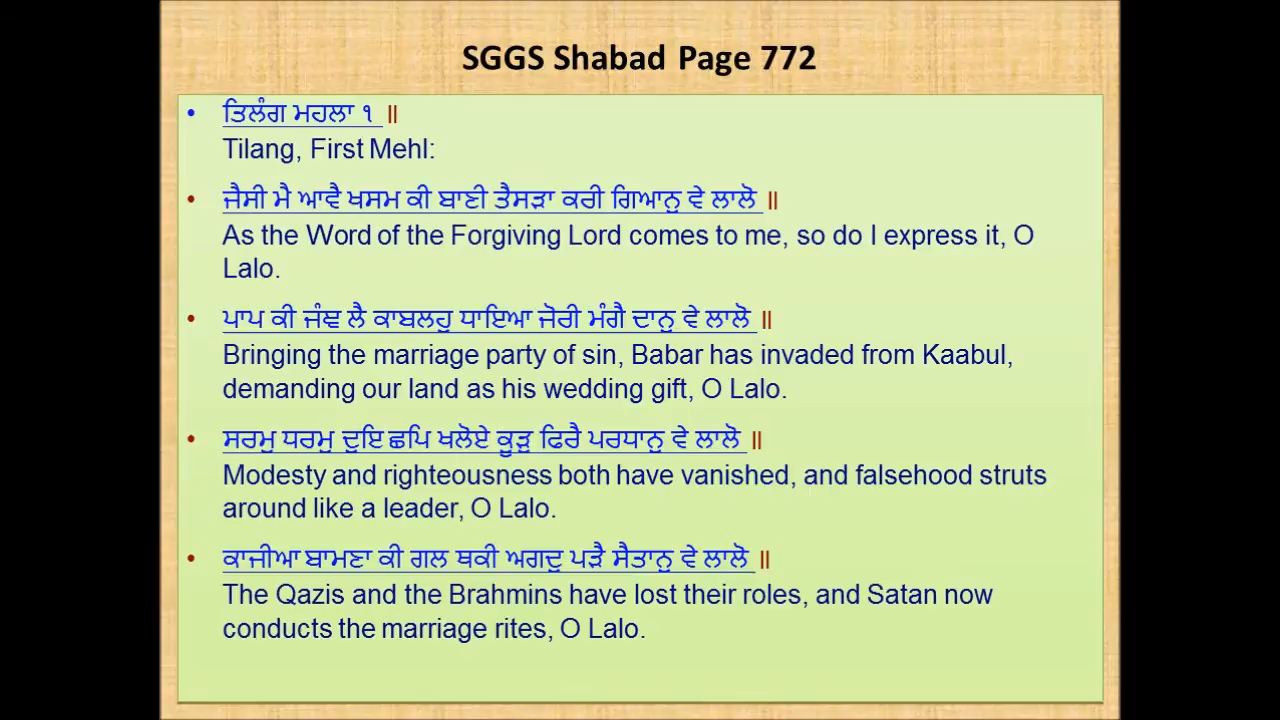 SGGS Shabad Page 772
• ਤਿਲੰਗ ਮਹਲਾ ੧ ॥
Tilang, First Mehl:
• ਜੈਸੀ ਮੈ ਆਵੈ ਖਸਮ ਕੀ ਬਾਣੀ ਤੈਸੜਾ ਕਰੀ ਗਿਆਨੁ ਵੇ ਲਾਲੋ ॥
As the Word of the Forgiving Lord comes to me, so do I express it, O
Lalo.
• ਪਾਪ ਕੀ ਜੰਞ ਲੈ ਕਾਬਲਹੁ ਧਾਇਆ ਜੋਰੀ ਮੰਗੈ ਦਾਨੁ ਵੇ ਲਾਲੋ ॥
Bringing the marriage party of sin, Babar has invaded from Kaabul,
demanding our land as his wedding gift, O Lalo.
• ਸਰਮੁ ਧਰਮੁ ਦੁਇ ਛਪਿ ਖਲੋਏ ਕੂੜੁ ਫਿਰੈ ਪਰਧਾਨੁ ਵੇ ਲਾਲੋ ॥
Modesty and righteousness both have vanished, and falsehood struts
around like a leader, O Lalo.
• ਕਾਜੀਆ ਬਾਮਣਾ ਕੀ ਗਲ ਥਕੀ ਅਗਦੁ ਪੜੈ ਸੈਤਾਨੁ ਵੇ ਲਾਲੋ ॥
The Qazis and the Brahmins have lost their roles, and Satan now
conducts the marriage rites, O Lalo.